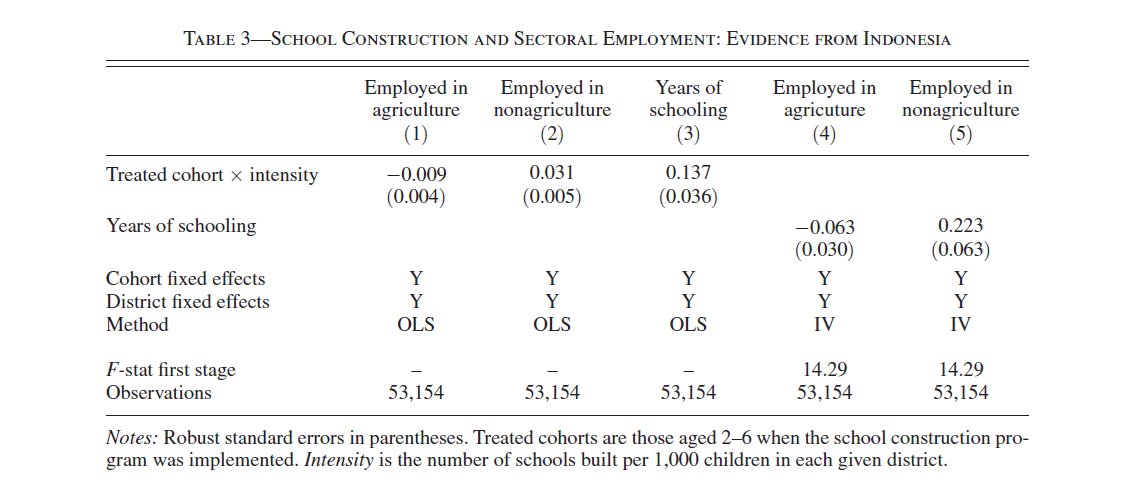 TABLE 3—SCHOOL CONSTRUCTION AND SECTORAL EMPLOYMENT: EVIDENCE FROM INDONESIA
Employed in agriculture (1) Employed in nonagriculture (2) Years of schooling (3) Employed in agricuture (4) Employed in nonagriculture (5)
Treated cohort × intensity −0.009 0.031 0.137
(0.004) (0.005) (0.036)
Years of schooling −0.063 0.223
(0.030) (0.063)
Cohort fixed effects Y Y Y Y Y
District fixed effects Y Y Y Y Y
Method OLS OLS OLS IV IV
F-stat first stage – – – 14.29 14.29
Observations 53,154 53,154 53,154 53,154 53,154
Notes: Robust standard errors in parentheses. Treated cohorts are those aged 2–6 when the school construction pro-
gram was implemented. Intensity is the number of schools built per 1,000 children in each given district.